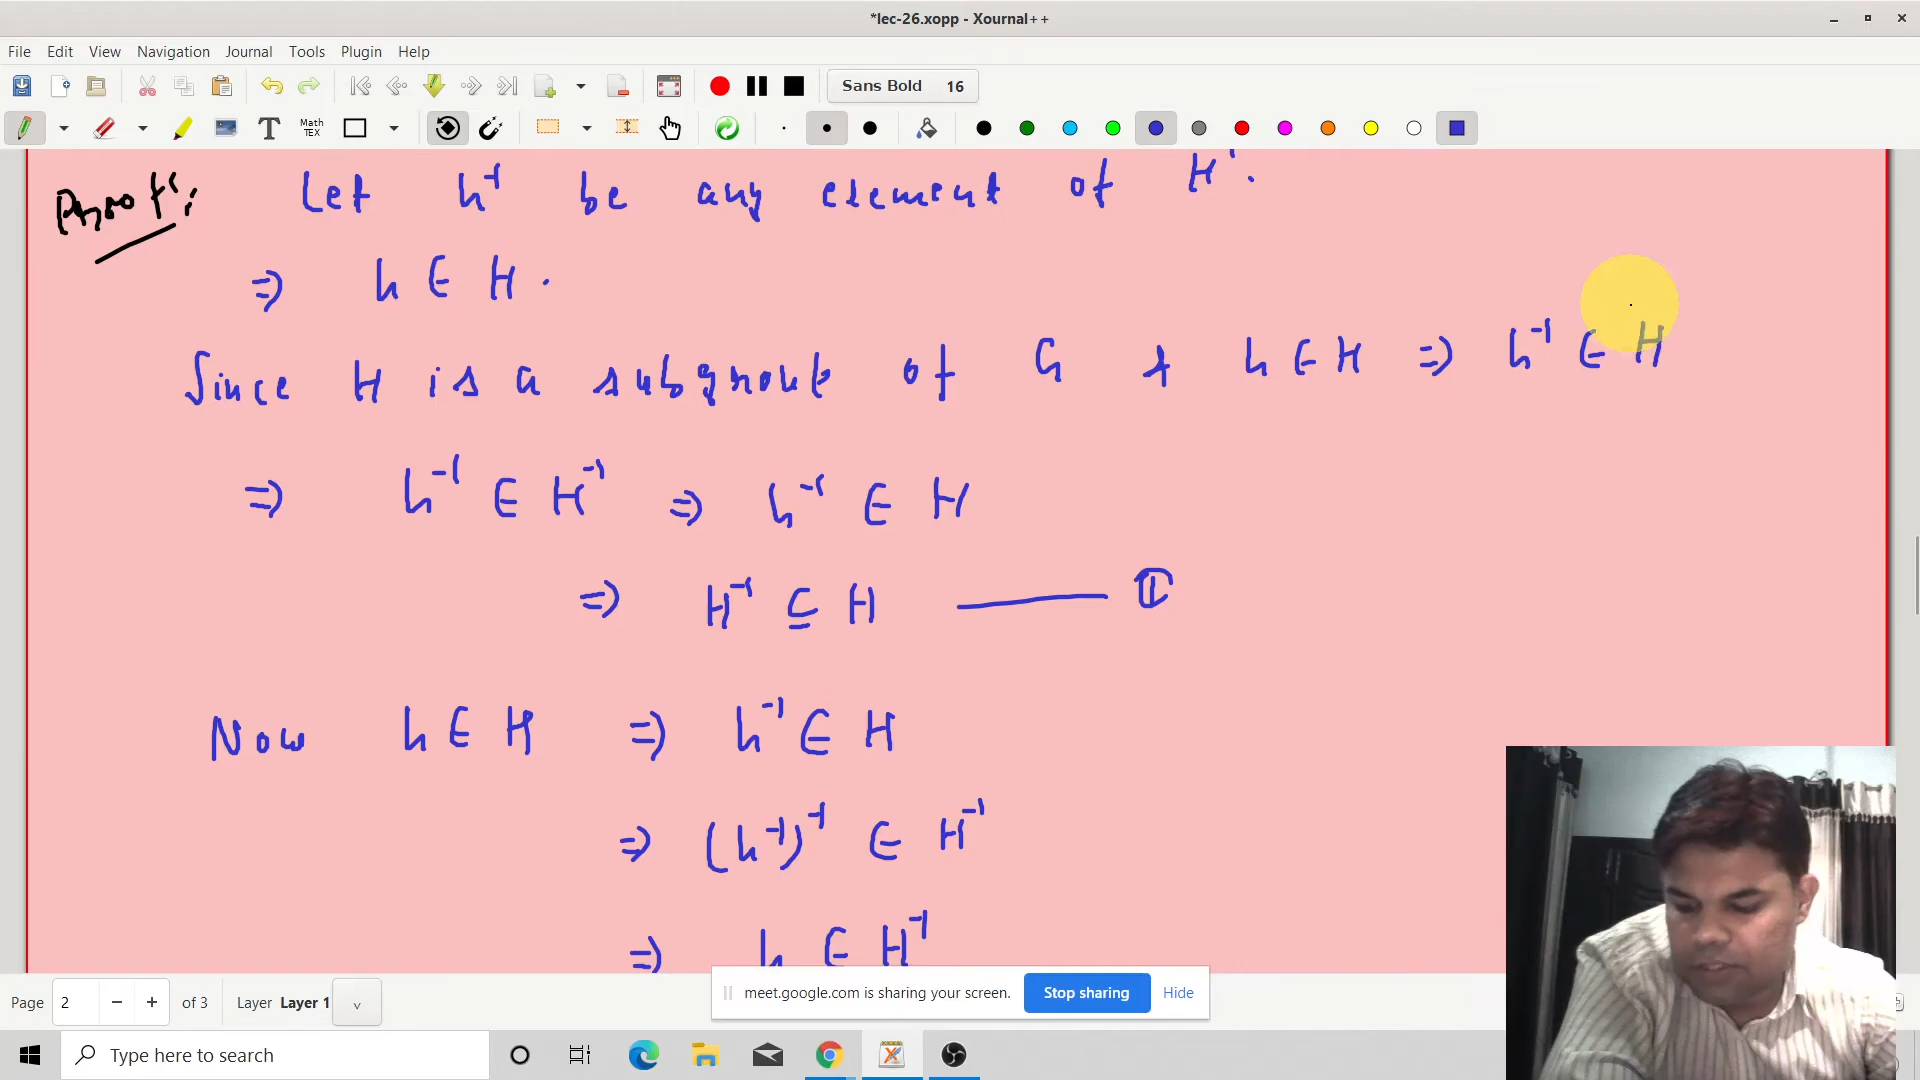 *lec-26.xopp - Xournal++
File Edit View Navigation Journal Tools Plugin Help
Sans Bold 16
Math TEX
Proof: Let h⁻¹ be any element of H⁻¹.
⇒ h ∈ H.
Since H is a subgroup of G & h ∈ H ⇒ h⁻¹ ∈ H
⇒ h⁻¹ ∈ H⁻¹ ⇒ h⁻¹ ∈ H
⇒ H⁻¹ ⊆ H —— ①
Now h ∈ H ⇒ h⁻¹ ∈ H
⇒ (h⁻¹)⁻¹ ∈ H⁻¹
⇒ h ∈ H⁻¹
meet.google.com is sharing your screen. Stop sharing Hide
Page 2 of 3 Layer Layer 1
Type here to search